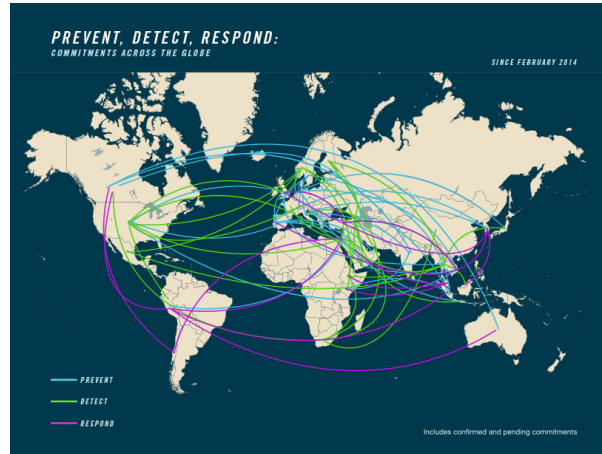 PREVENT, DETECT, RESPOND:
COMMITMENTS ACROSS THE GLOBE
SINCE FEBRUARY 2014
PREVENT
DETECT
RESPOND
Includes confirmed and pending commitments